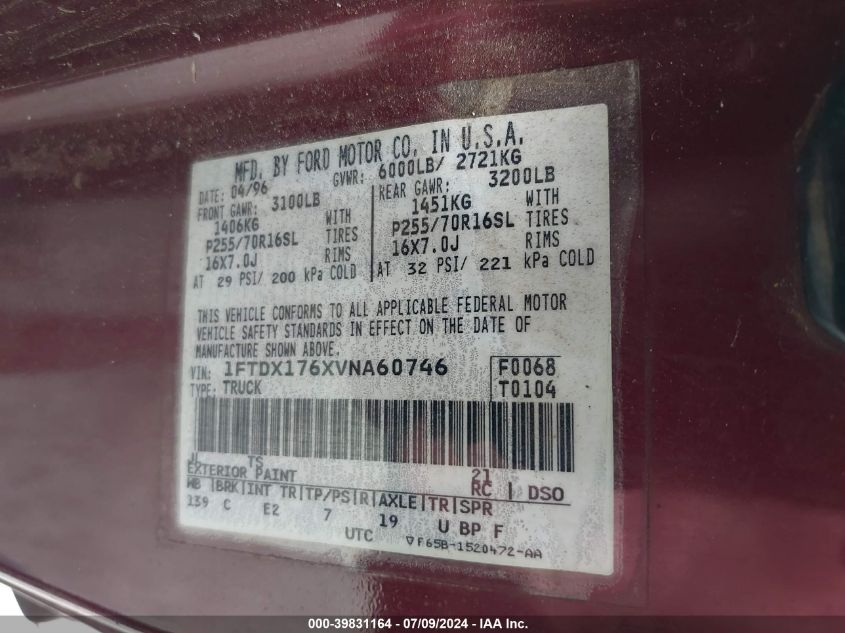 MFD. BY FORD MOTOR CO. IN U.S.A.
DATE: 04/96 GVWR: 6000LB/ 2721KG
FRONT GAWR: 3100LB REAR GAWR: 3200LB
1406KG WITH 1451KG WITH
P255/70R16SL TIRES P255/70R16SL TIRES
16X7.0J RIMS 16X7.0J RIMS
AT 29 PSI/ 200 kPa COLD AT 32 PSI/ 221 kPa COLD
THIS VEHICLE CONFORMS TO ALL APPLICABLE FEDERAL MOTOR
VEHICLE SAFETY STANDARDS IN EFFECT ON THE DATE OF
MANUFACTURE SHOWN ABOVE.
VIN: 1FTDX176XVNA60746 F0068
TYPE: TRUCK T0104
JL TS 21
EXTERIOR PAINT RC DSO
WB BRK INT TR TP/PS R AXLE TR SPR
139 C E2 7 19 U BP F
UTC F65B-1520472-AA
000-39831164 - 07/09/2024 - IAA Inc.